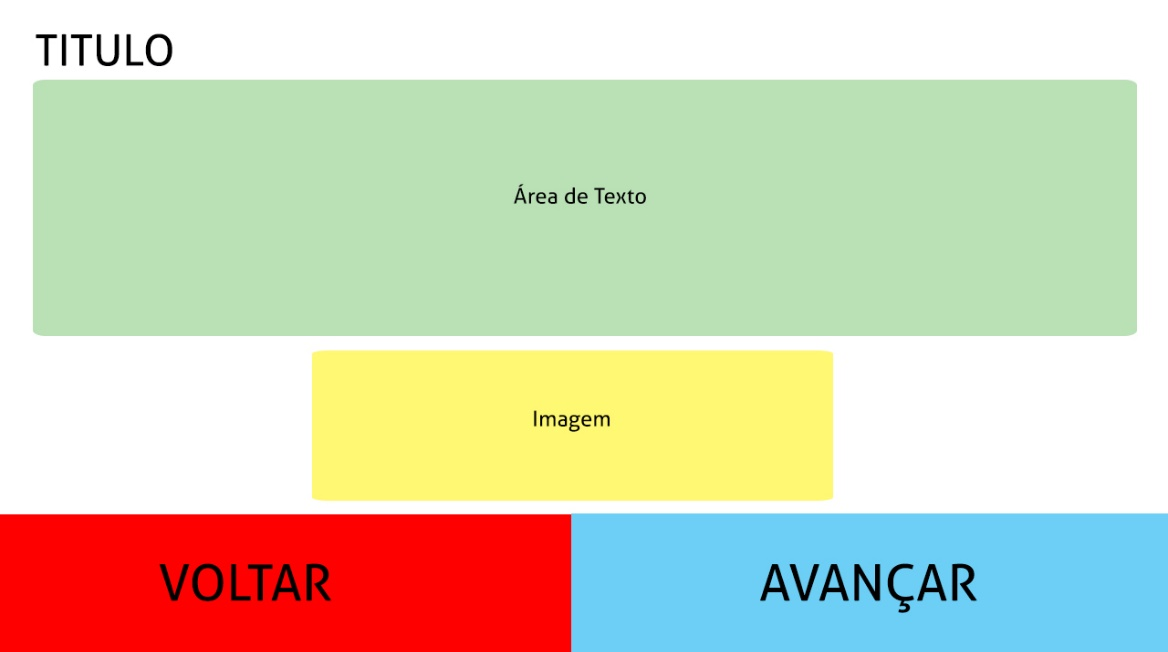 TITULO
Área de Texto
Imagem
VOLTAR
AVANÇAR